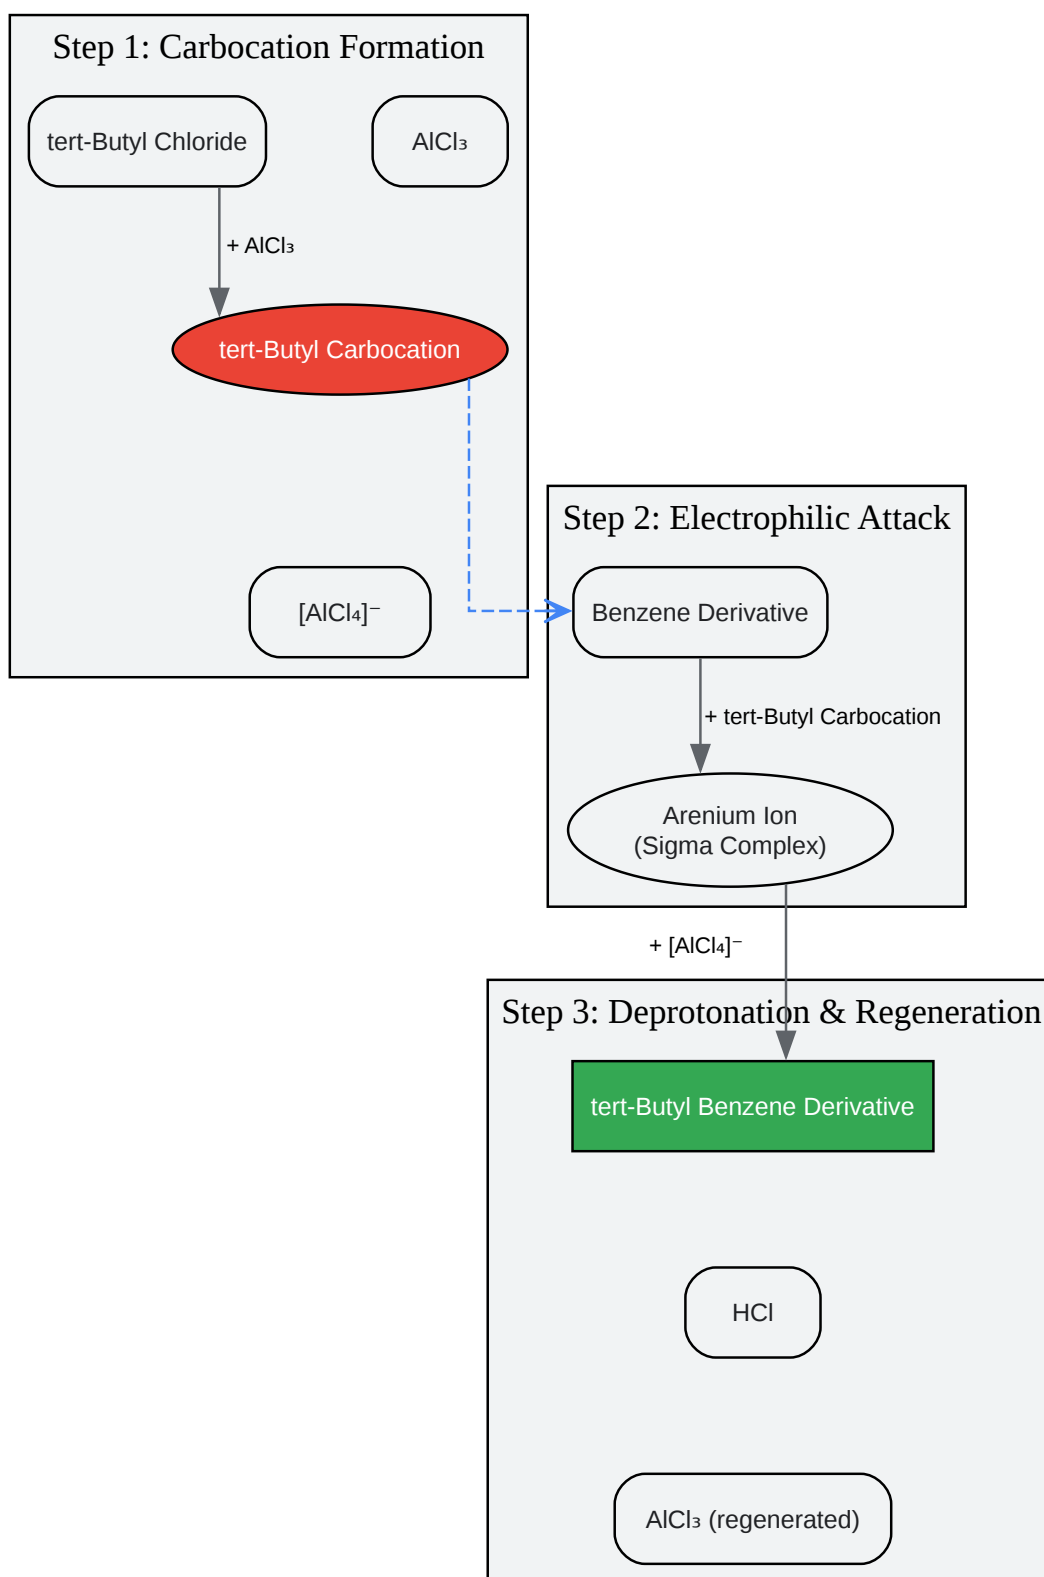 Step 1: Carbocation Formation
tert-Butyl Chloride
AlCl₃
+ AlCl₃
tert-Butyl Carbocation
[AlCl₄]⁻
Step 2: Electrophilic Attack
Benzene Derivative
+ tert-Butyl Carbocation
Arenium Ion
(Sigma Complex)
+ [AlCl₄]⁻
Step 3: Deprotonation & Regeneration
tert-Butyl Benzene Derivative
HCl
AlCl₃ (regenerated)